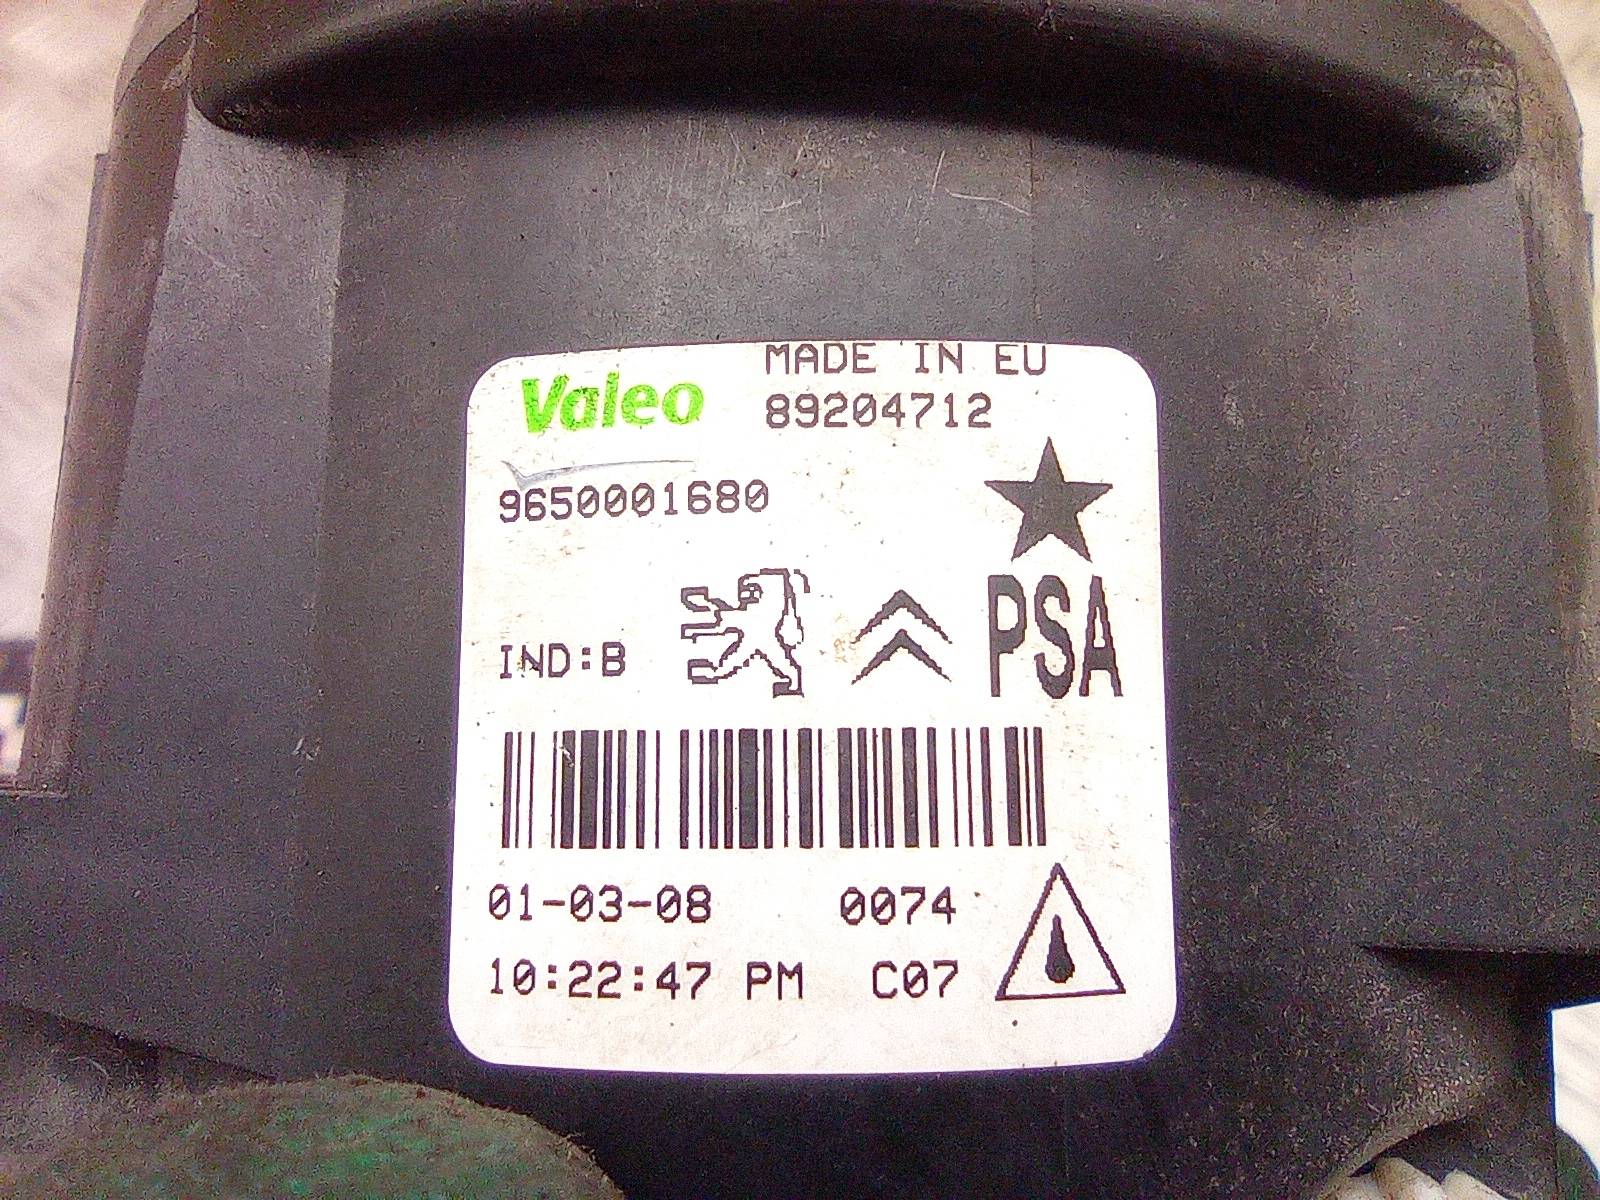 MADE IN EU
Valeo 89204712
9650001680
IND:B PSA
01-03-08 0074
10:22:47 PM C07